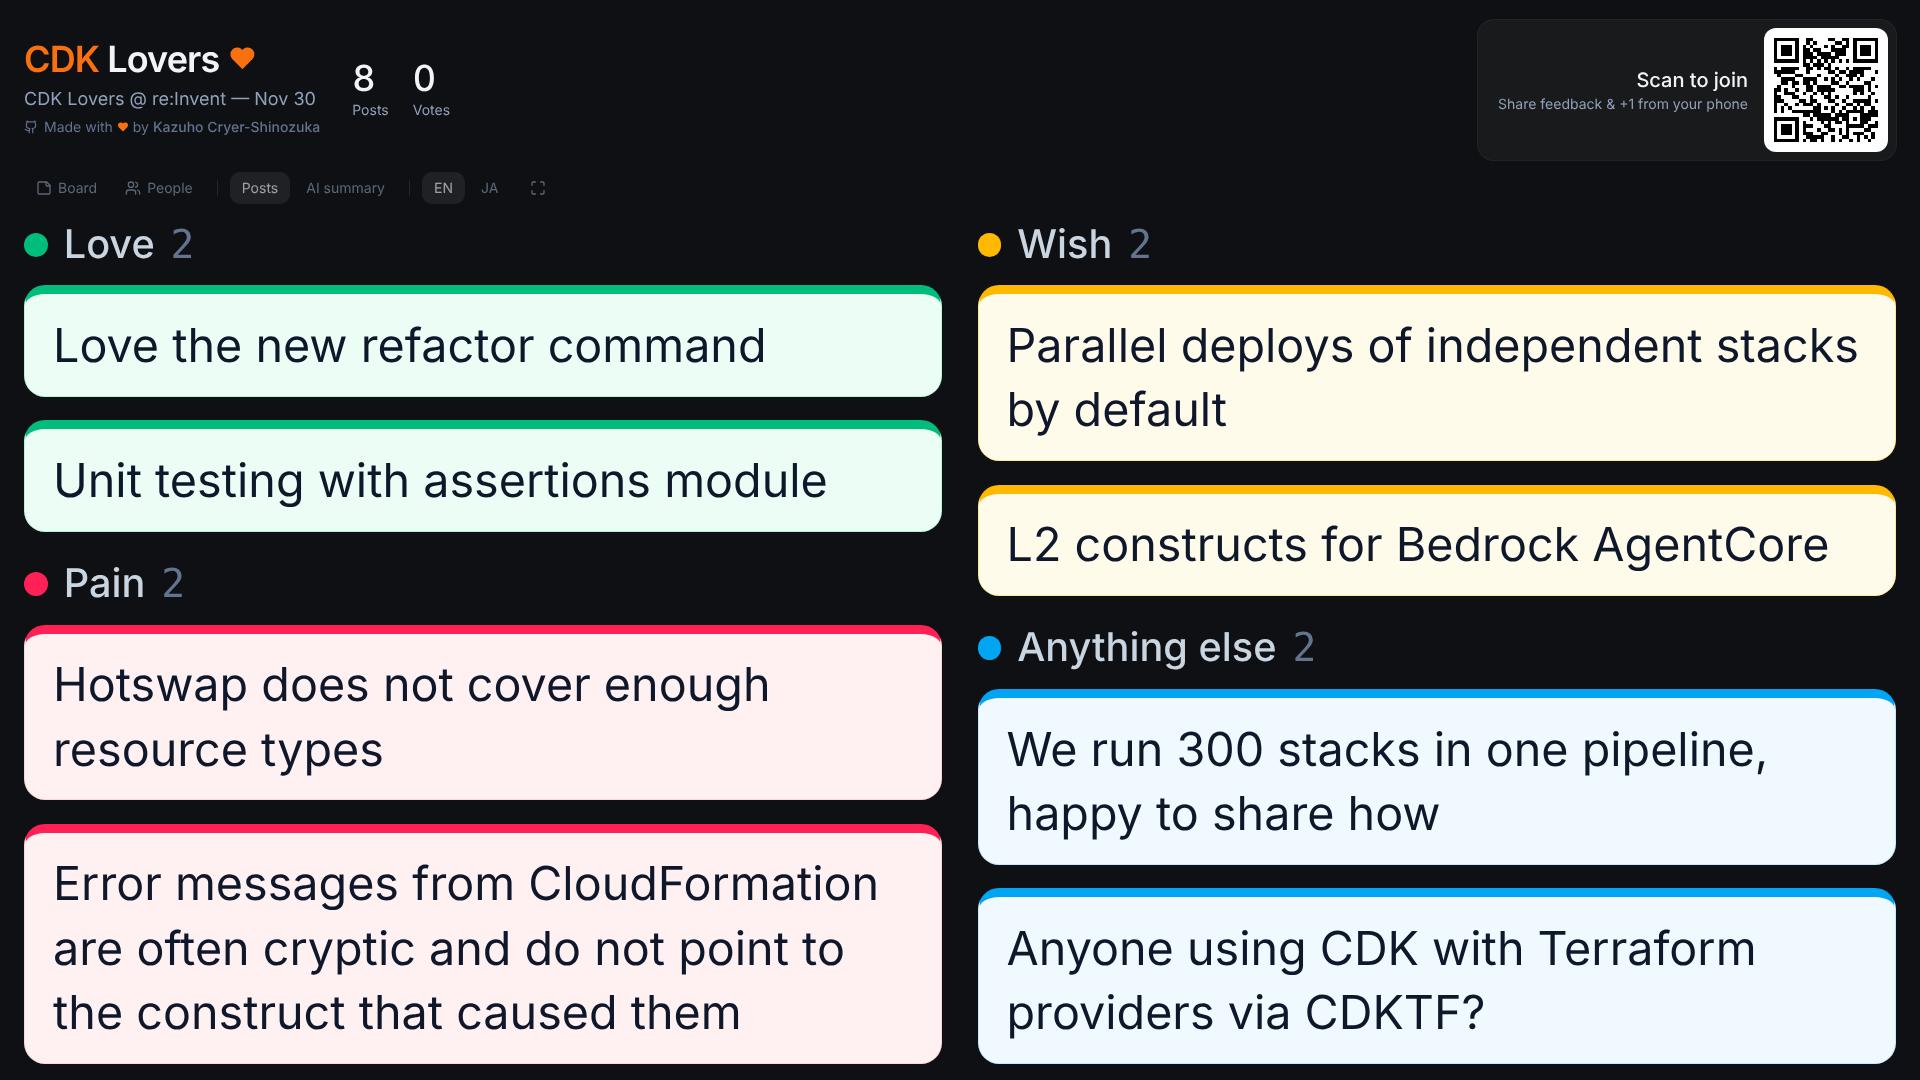 CDK Lovers
CDK Lovers @ re:Invent — Nov 30
Made with by Kazuho Cryer-Shinozuka
8 Posts
0 Votes
Scan to join
Share feedback & +1 from your phone
Board People Posts AI summary EN JA
Love 2
Love the new refactor command
Unit testing with assertions module
Pain 2
Hotswap does not cover enough
resource types
Error messages from CloudFormation
are often cryptic and do not point to
the construct that caused them
Wish 2
Parallel deploys of independent stacks
by default
L2 constructs for Bedrock AgentCore
Anything else 2
We run 300 stacks in one pipeline,
happy to share how
Anyone using CDK with Terraform
providers via CDKTF?